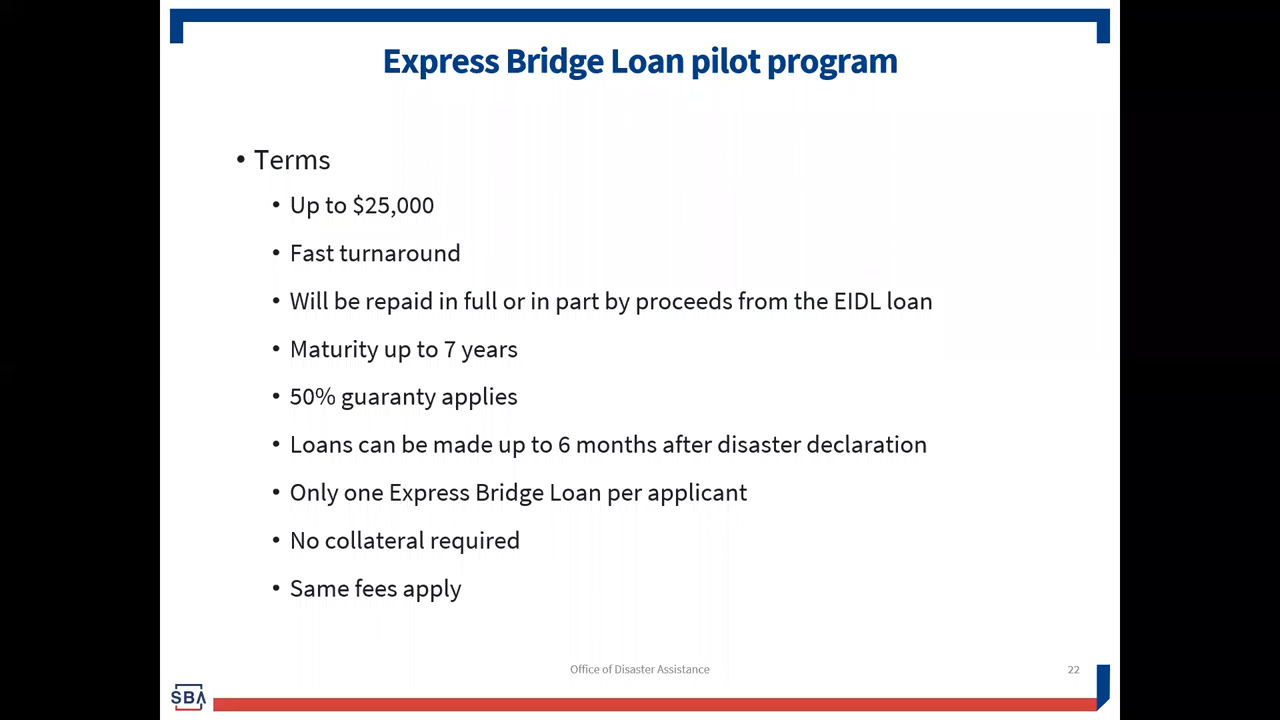 Express Bridge Loan pilot program
• Terms
• Up to $25,000
• Fast turnaround
• Will be repaid in full or in part by proceeds from the EIDL loan
• Maturity up to 7 years
• 50% guaranty applies
• Loans can be made up to 6 months after disaster declaration
• Only one Express Bridge Loan per applicant
• No collateral required
• Same fees apply
Office of Disaster Assistance
22
SBA